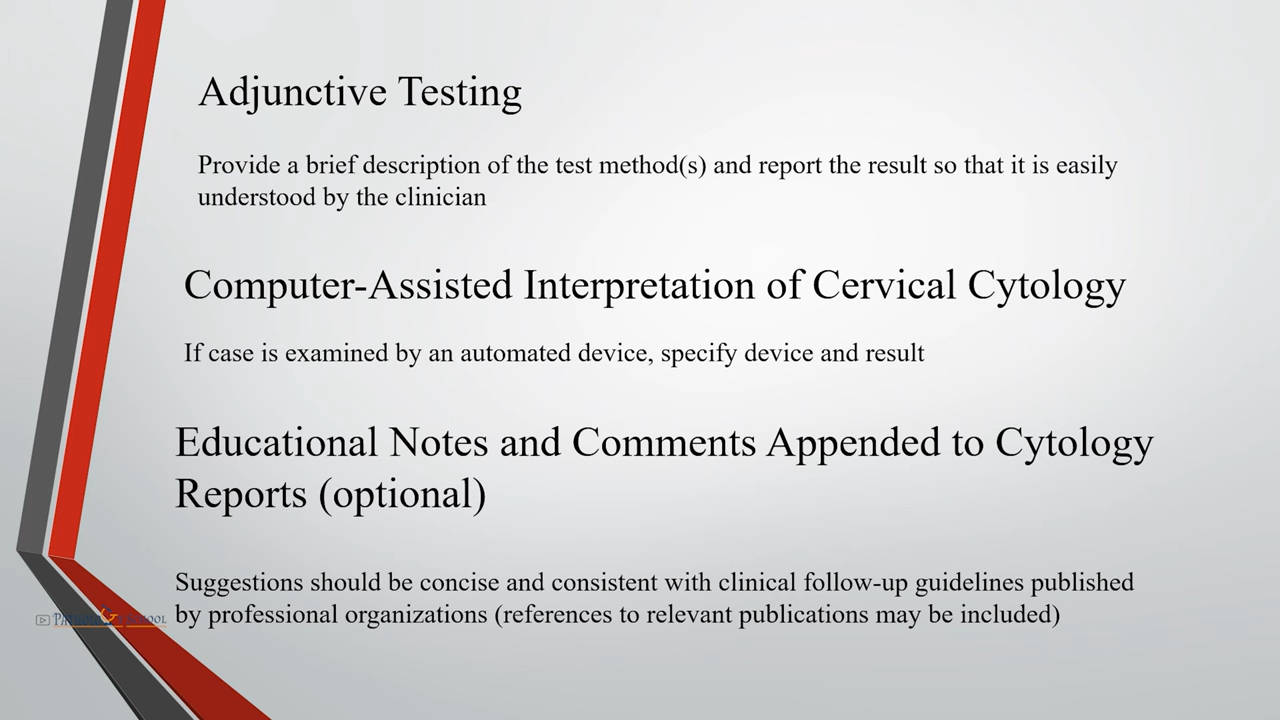 Adjunctive Testing
Provide a brief description of the test method(s) and report the result so that it is easily
understood by the clinician
Computer-Assisted Interpretation of Cervical Cytology
If case is examined by an automated device, specify device and result
Educational Notes and Comments Appended to Cytology
Reports (optional)
Suggestions should be concise and consistent with clinical follow-up guidelines published
by professional organizations (references to relevant publications may be included)